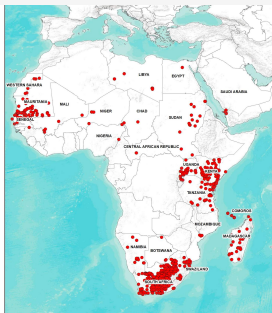 LIBYA
EGYPT
WESTERN SAHARA
SAUDI ARABIA
MAURITANIA
MALI
NIGER
CHAD
SUDAN
SENEGAL
NIGERIA
CENTRAL AFRICAN REPUBLIC
UGANDA
KENYA
TANZANIA
COMOROS
MOZAMBIQUE
MADAGASCAR
NAMIBIA
BOTSWANA
SWAZILAND
SOUTH AFRICA